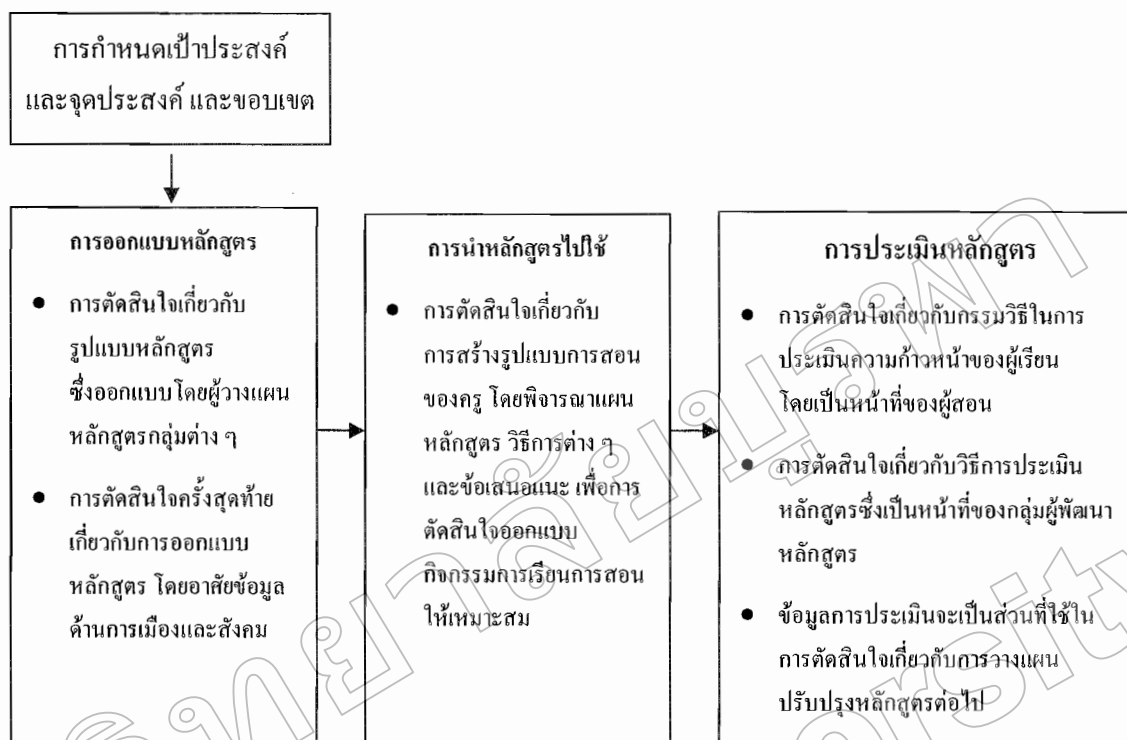 การกำหนดเป้าประสงค์
และจุดประสงค์ และขอบเขต
การออกแบบหลักสูตร
● การตัดสินใจเกี่ยวกับ
รูปแบบหลักสูตร
ซึ่งออกแบบโดยผู้วางแผน
หลักสูตรกลุ่มต่าง ๆ
● การตัดสินใจครั้งสุดท้าย
เกี่ยวกับการออกแบบ
หลักสูตร โดยอาศัยข้อมูล
ด้านการเมืองและสังคม
การนำหลักสูตรไปใช้
● การตัดสินใจเกี่ยวกับ
การสร้างรูปแบบการสอน
ของครู โดยพิจารณาแผน
หลักสูตร วิธีการต่าง ๆ
และข้อเสนอแนะ เพื่อการ
ตัดสินใจออกแบบ
กิจกรรมการเรียนการสอน
ให้เหมาะสม
การประเมินหลักสูตร
● การตัดสินใจเกี่ยวกับกรรมวิธีในการ
ประเมินความก้าวหน้าของผู้เรียน
โดยเป็นหน้าที่ของผู้สอน
● การตัดสินใจเกี่ยวกับวิธีการประเมิน
หลักสูตรซึ่งเป็นหน้าที่ของกลุ่มผู้พัฒนา
หลักสูตร
● ข้อมูลการประเมินจะเป็นส่วนที่ใช้ใน
การตัดสินใจเกี่ยวกับการวางแผน
ปรับปรุงหลักสูตรต่อไป